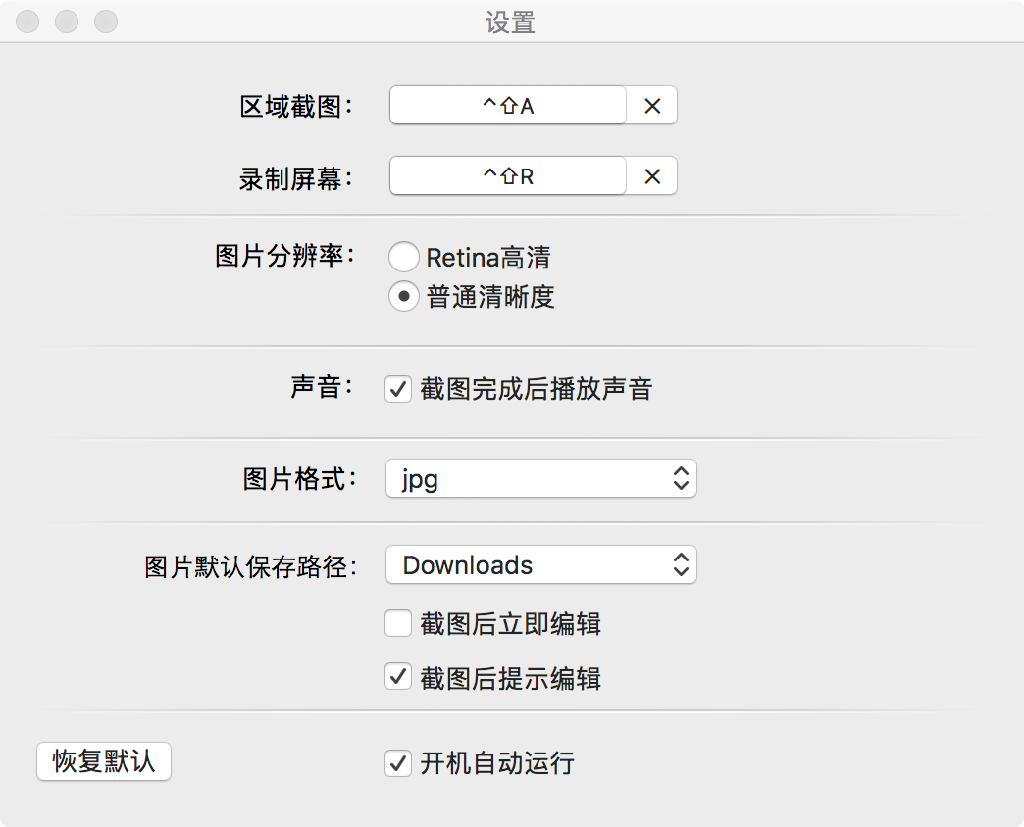 设置
区域截图： ^⇧A ×
录制屏幕： ^⇧R ×
图片分辨率： Retina高清
普通清晰度
声音： 截图完成后播放声音
图片格式： jpg
图片默认保存路径： Downloads
截图后立即编辑
截图后提示编辑
恢复默认 开机自动运行